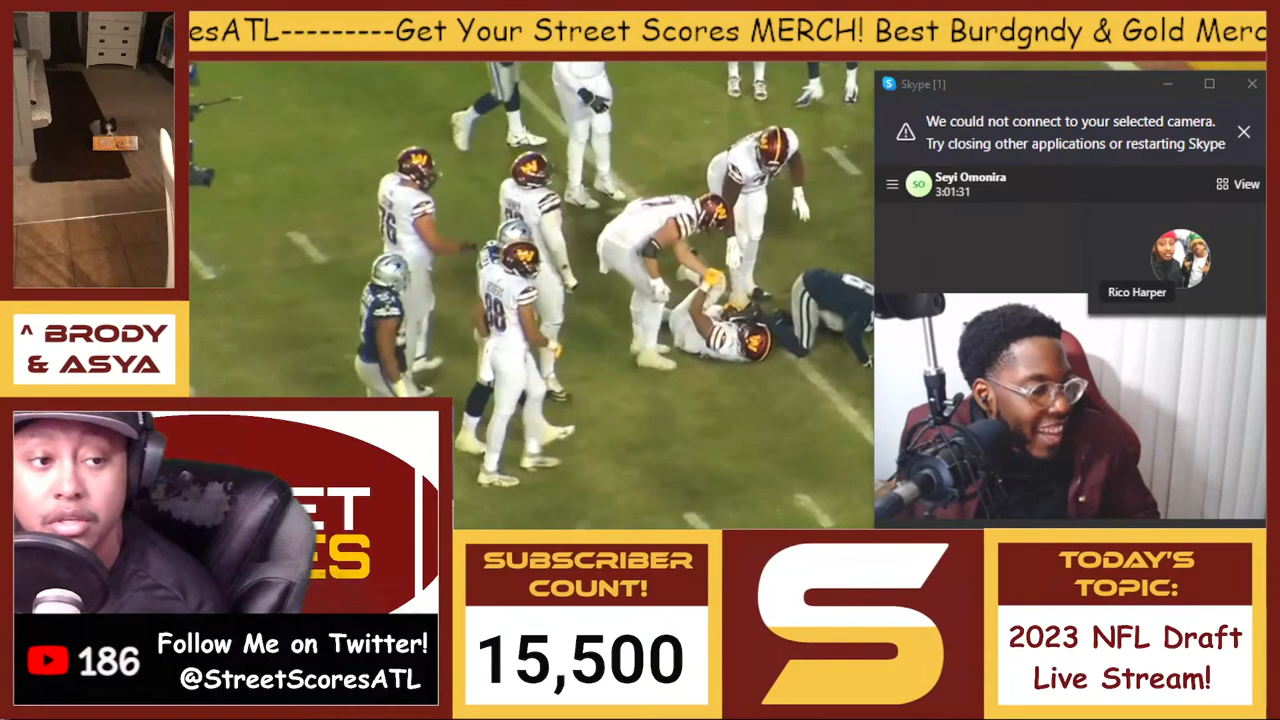 esATL---------Get Your Street Scores MERCH! Best Burdgndy & Gold Merc
Skype [1]
We could not connect to your selected camera.
Try closing other applications or restarting Skype
SO
Seyi Omonira
3:01:31
View
Rico Harper
^ BRODY
& ASYA
ET
ES
88
SUBSCRIBER
COUNT!
15,500
S
TODAY'S
TOPIC:
2023 NFL Draft
Live Stream!
186
Follow Me on Twitter!
@StreetScoresATL